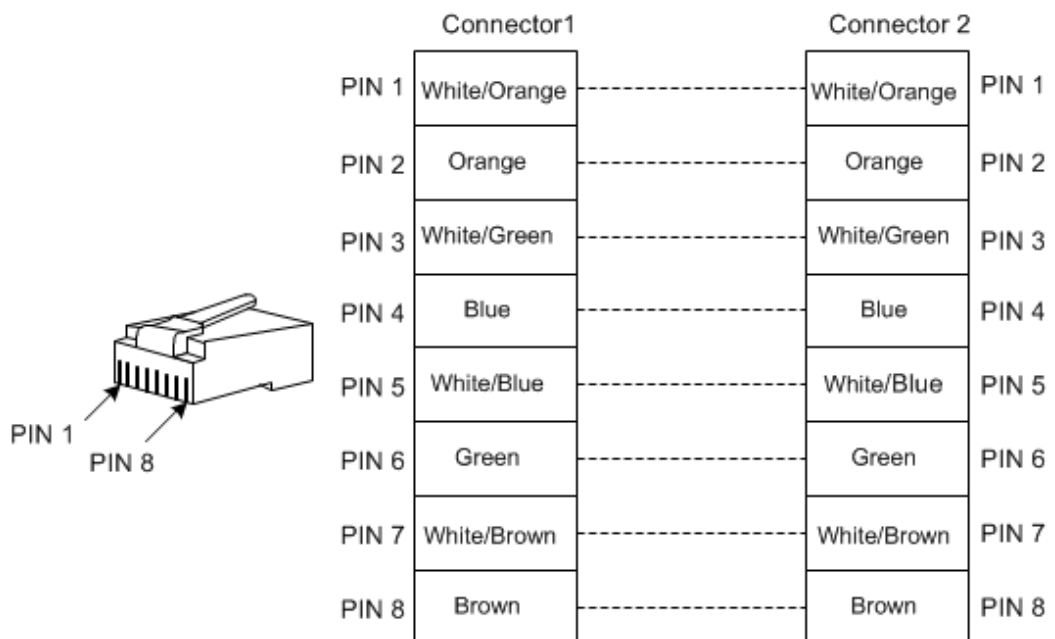 Connector1 Connector 2
PIN 1 White/Orange White/Orange PIN 1
PIN 2 Orange Orange PIN 2
PIN 3 White/Green White/Green PIN 3
PIN 4 Blue Blue PIN 4
PIN 5 White/Blue White/Blue PIN 5
PIN 6 Green Green PIN 6
PIN 7 White/Brown White/Brown PIN 7
PIN 8 Brown Brown PIN 8
PIN 1
PIN 8